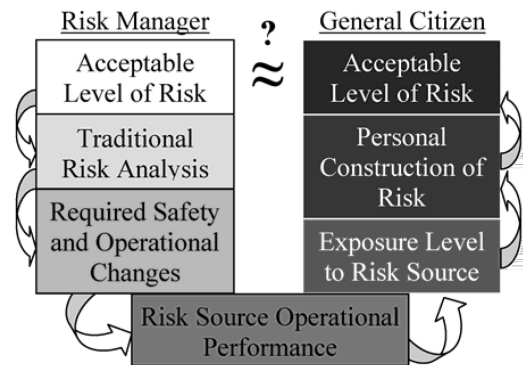 Risk Manager
Acceptable
Level of Risk
Traditional
Risk Analysis
Required Safety
and Operational
Changes
?
≈
General Citizen
Acceptable
Level of Risk
Personal
Construction of
Risk
Exposure Level
to Risk Source
Risk Source Operational
Performance